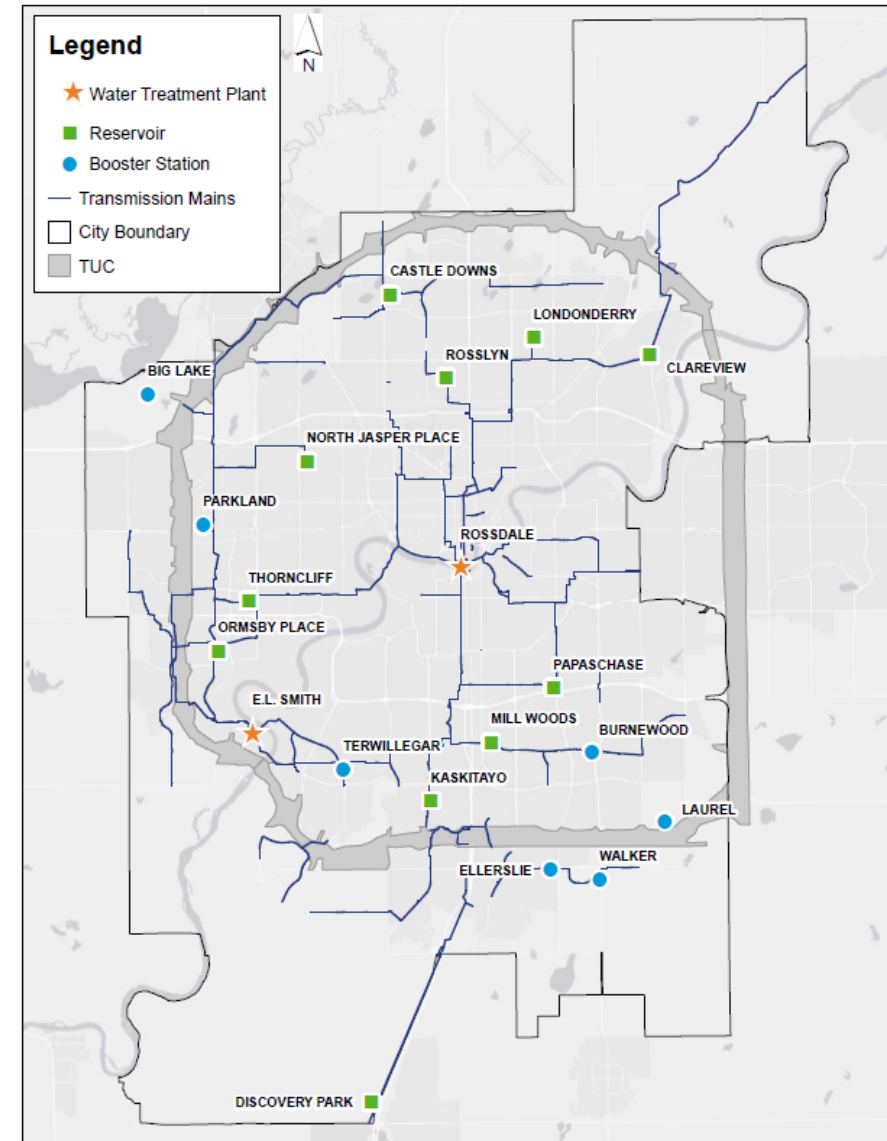 Legend
N
Water Treatment Plant
Reservoir
Booster Station
Transmission Mains
City Boundary
TUC
CASTLE DOWNS
LONDONDERRY
ROSSLYN
CLAREVIEW
BIG LAKE
NORTH JASPER PLACE
PARKLAND
ROSSDALE
THORNCLIFF
ORMSBY PLACE
PAPASCHASE
E.L. SMITH
MILL WOODS
BURNEWOOD
TERWILLEGAR
KASKITAYO
LAUREL
WALKER
ELLERSLIE
DISCOVERY PARK